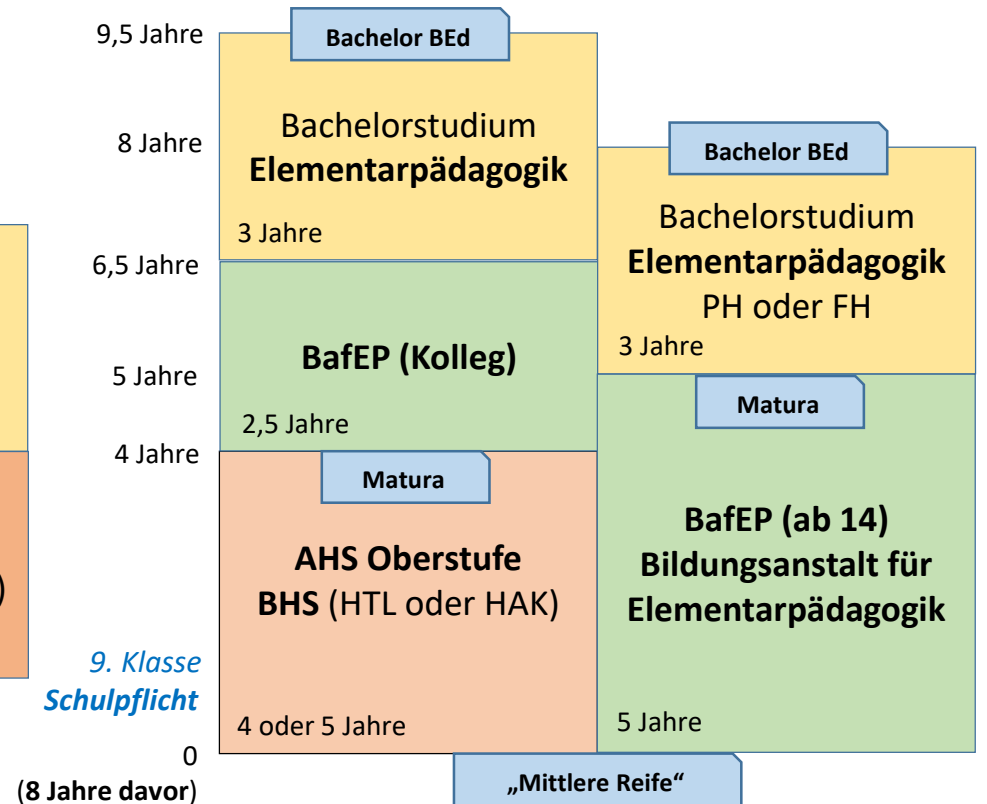 9,5 Jahre
Bachelor BEd
Bachelorstudium
Elementarpädagogik
3 Jahre
8 Jahre
Bachelor BEd
Bachelorstudium
Elementarpädagogik
PH oder FH
3 Jahre
6,5 Jahre
BafEP (Kolleg)
2,5 Jahre
5 Jahre
Matura
4 Jahre
Matura
AHS Oberstufe
BHS (HTL oder HAK)
4 oder 5 Jahre
BafEP (ab 14)
Bildungsanstalt für
Elementarpädagogik
5 Jahre
)
9. Klasse
Schulpflicht
0
(8 Jahre davor)
„Mittlere Reife“